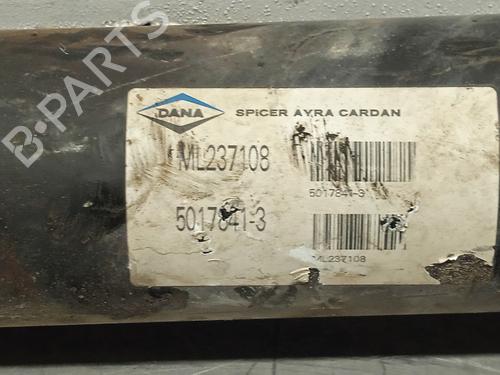 B-PARTS
DANA
SPICER AYRA CARDAN
ML237108
5017841-3
5017841-3
ML237108